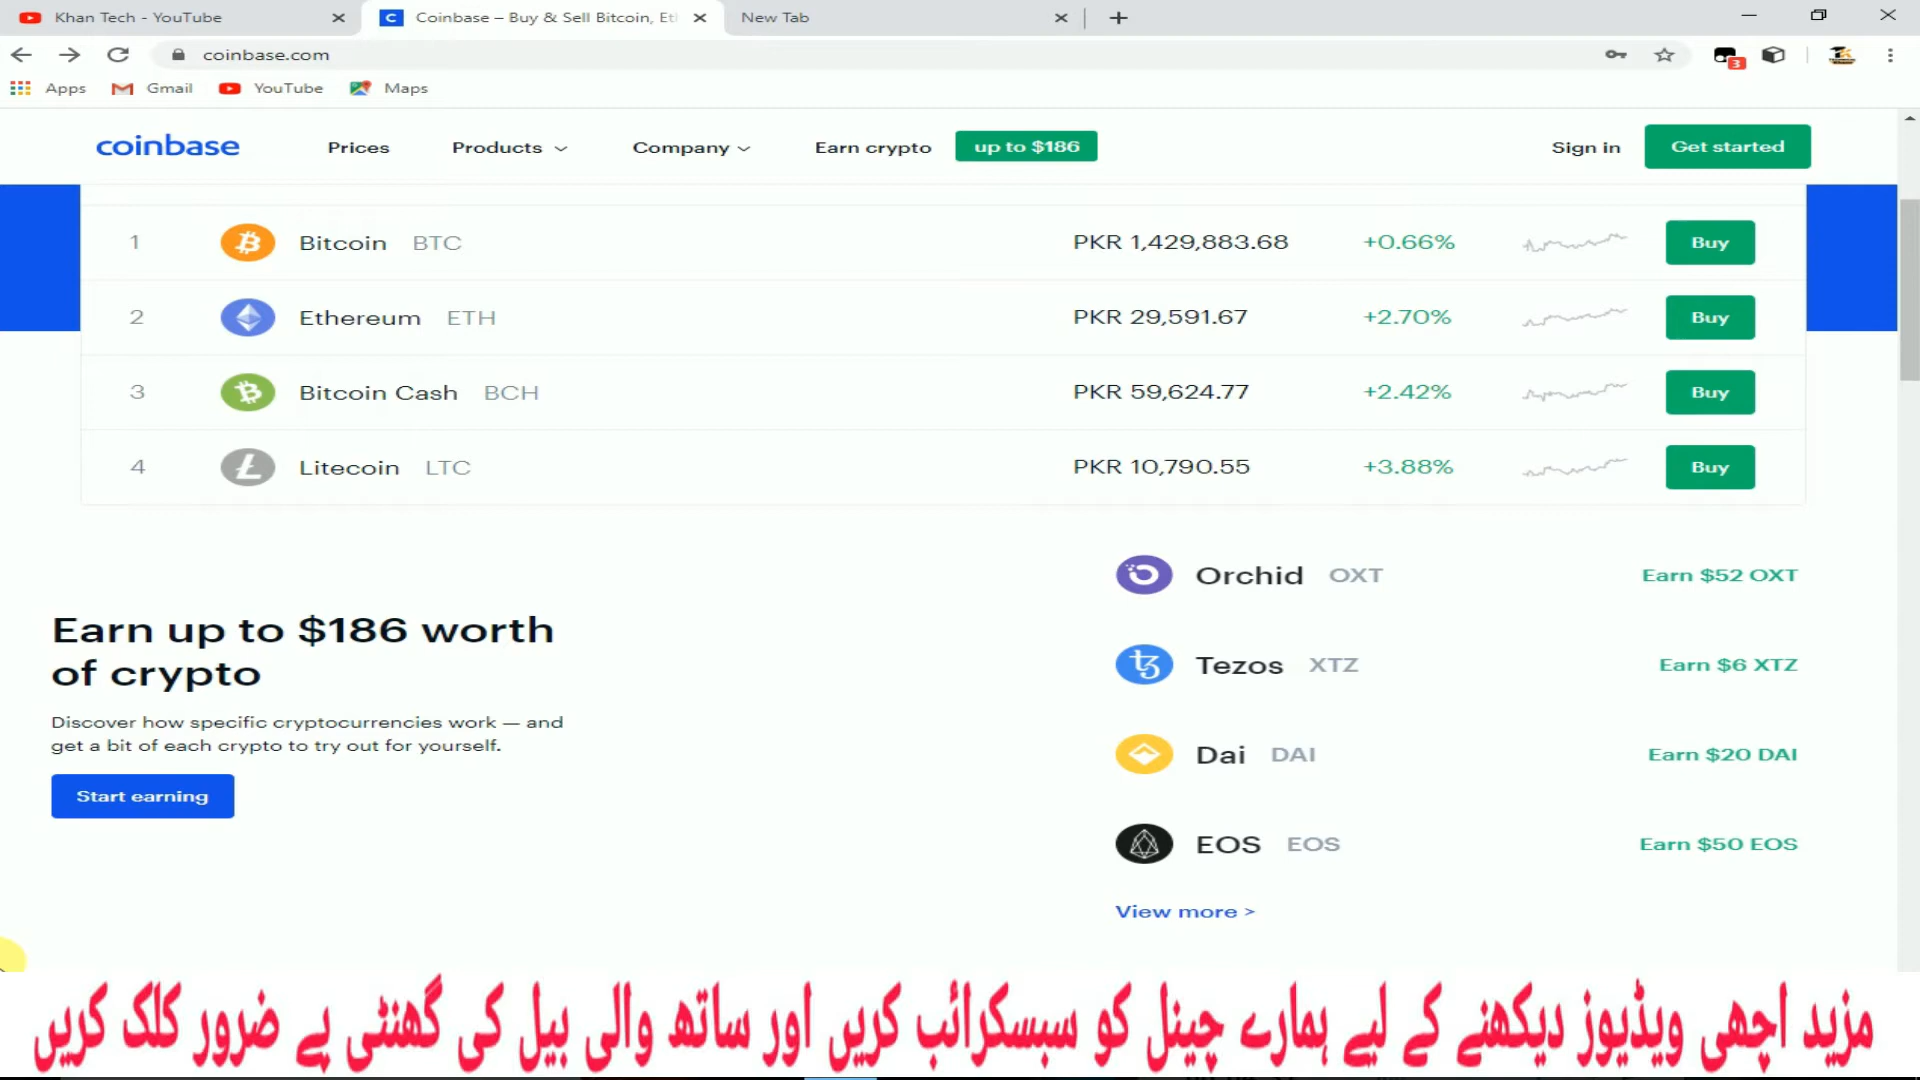 Khan Tech - YouTube
Coinbase – Buy & Sell Bitcoin, Et
New Tab
coinbase.com
3
Apps Gmail YouTube Maps
coinbase Prices Products Company Earn crypto up to $186 Sign in Get started
1 Bitcoin BTC PKR 1,429,883.68 +0.66% Buy
2 Ethereum ETH PKR 29,591.67 +2.70% Buy
3 Bitcoin Cash BCH PKR 59,624.77 +2.42% Buy
4 Litecoin LTC PKR 10,790.55 +3.88% Buy
Earn up to $186 worth
of crypto
Discover how specific cryptocurrencies work — and
get a bit of each crypto to try out for yourself.
Start earning
Orchid OXT Earn $52 OXT
Tezos XTZ Earn $6 XTZ
Dai DAI Earn $20 DAI
EOS EOS Earn $50 EOS
View more >
مزید اچھی ویڈیوز دیکھنے کے لیے ہمارے چینل کو سبسکرائب کریں اور ساتھ والی بیل کی گھنٹی پے ضرور کلک کریں